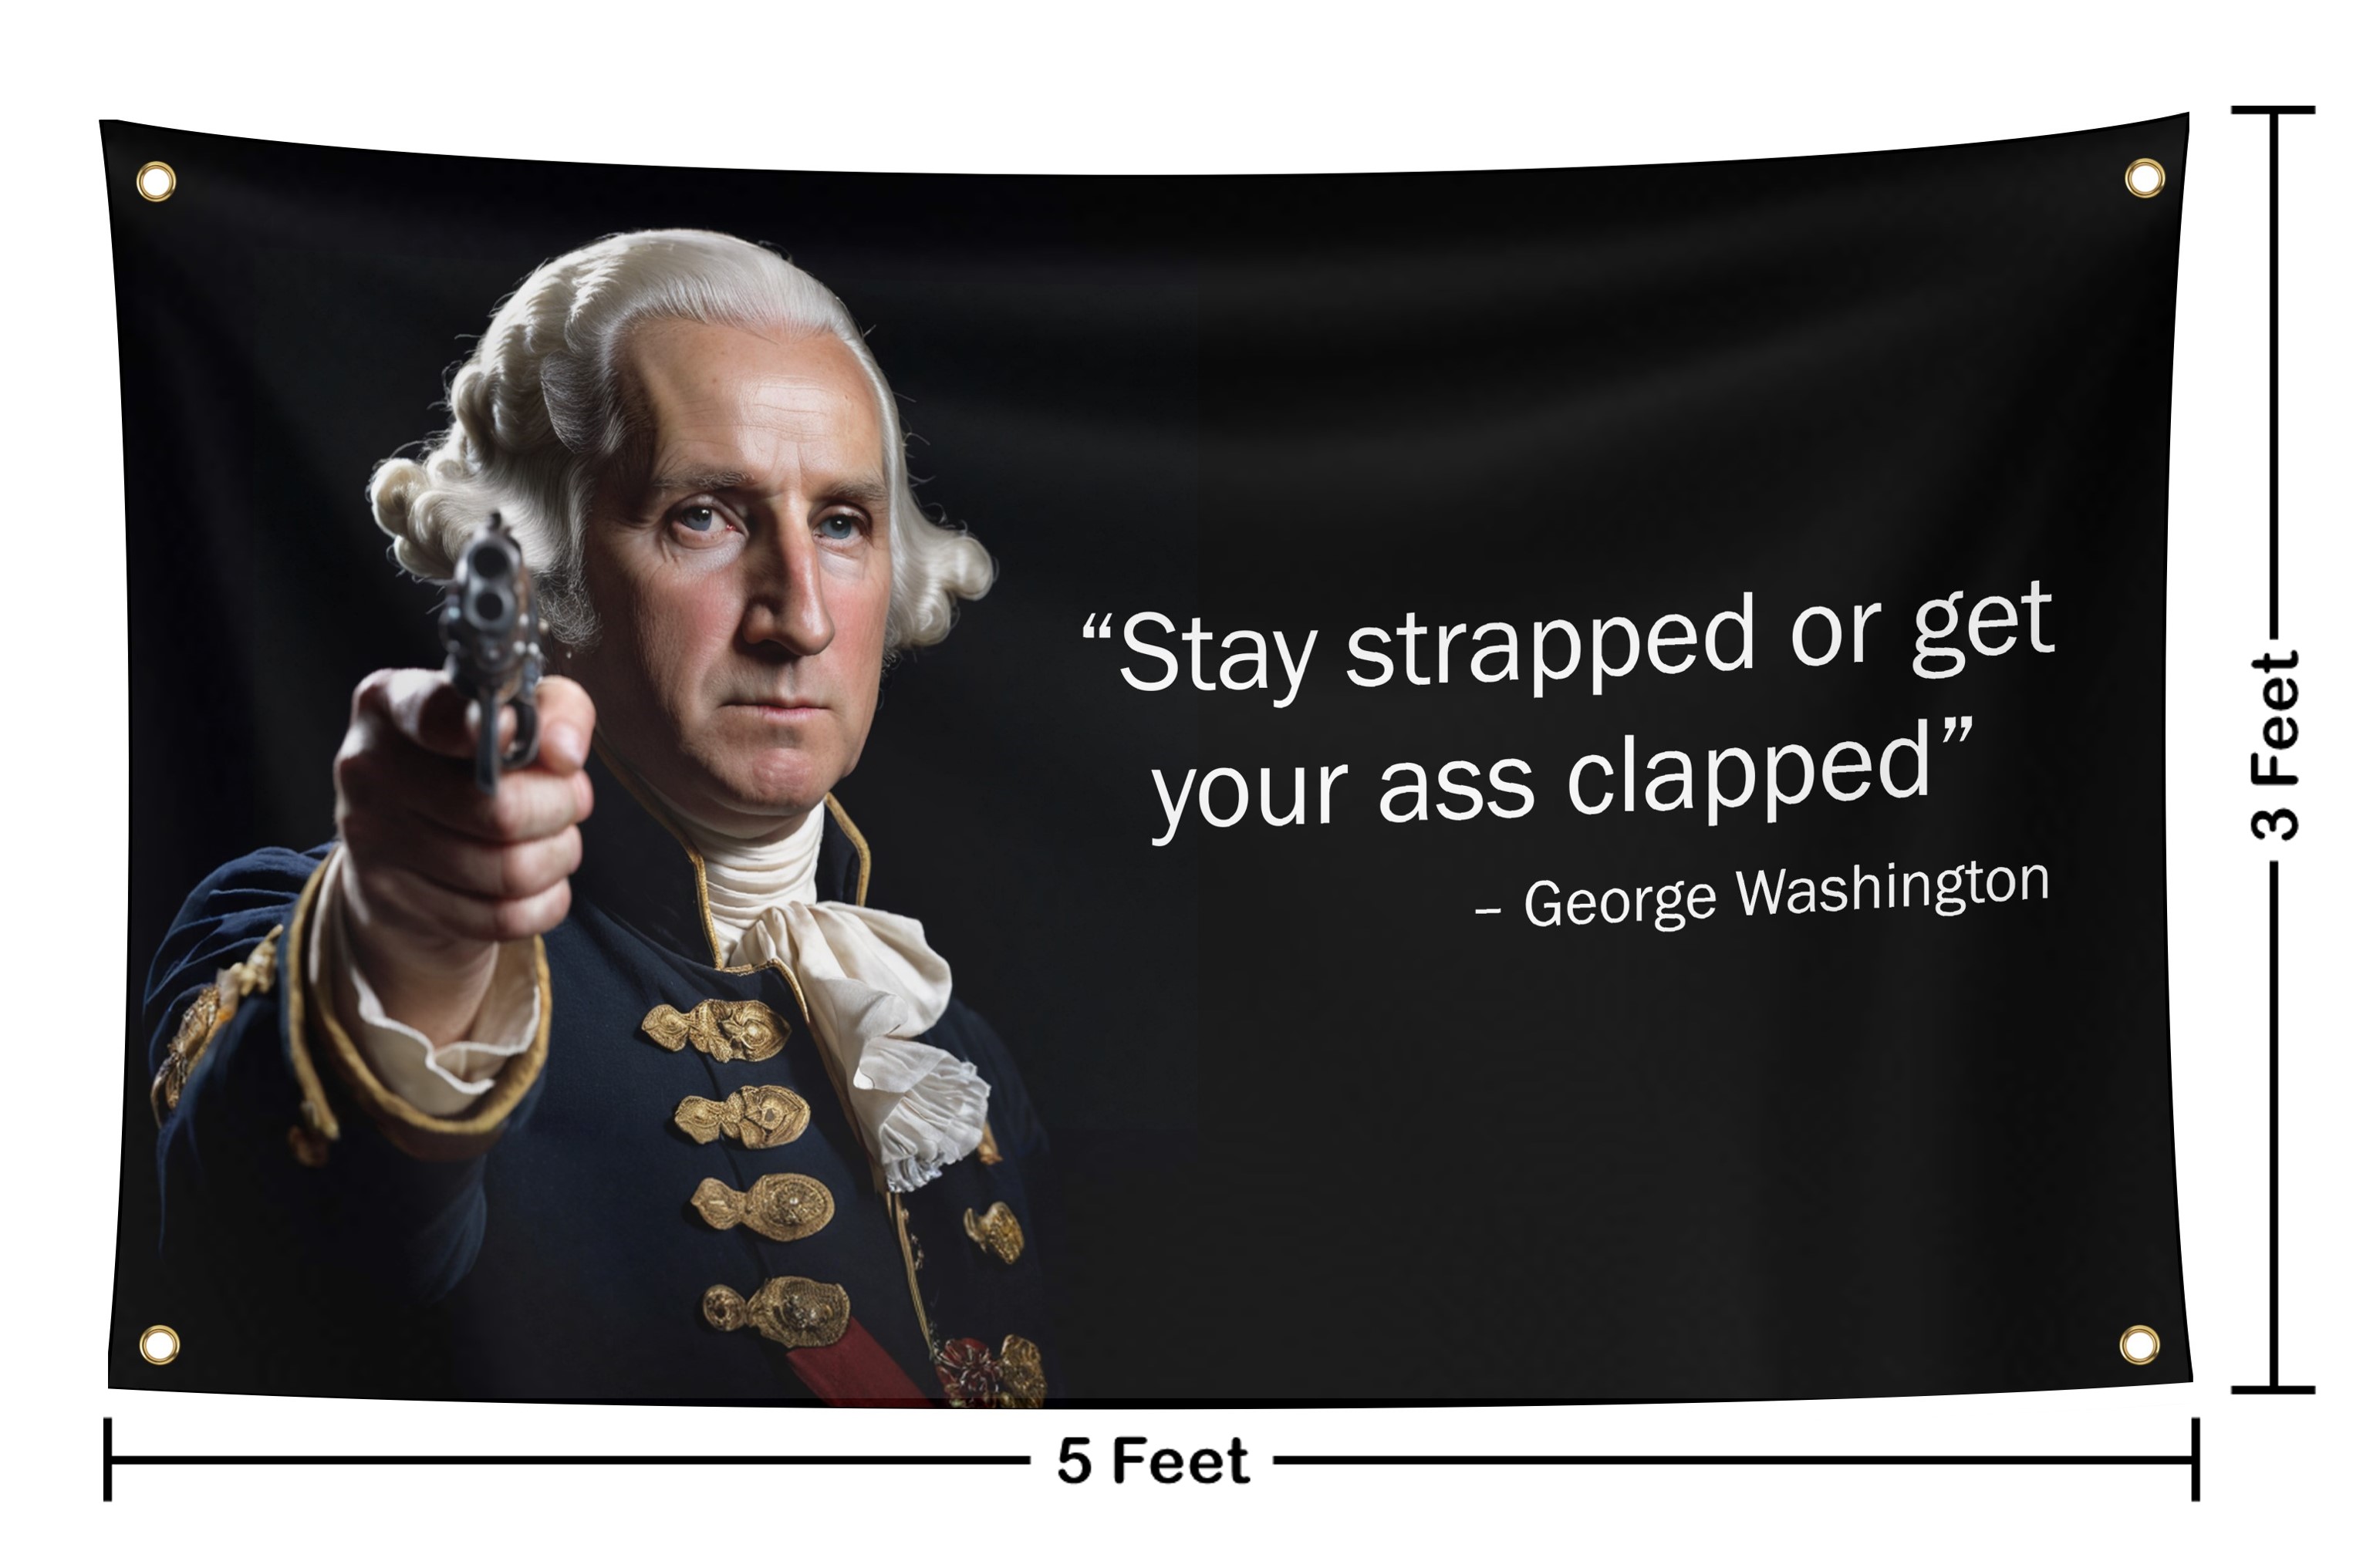 “Stay strapped or get
your ass clapped”
– George Washington
3 Feet
5 Feet